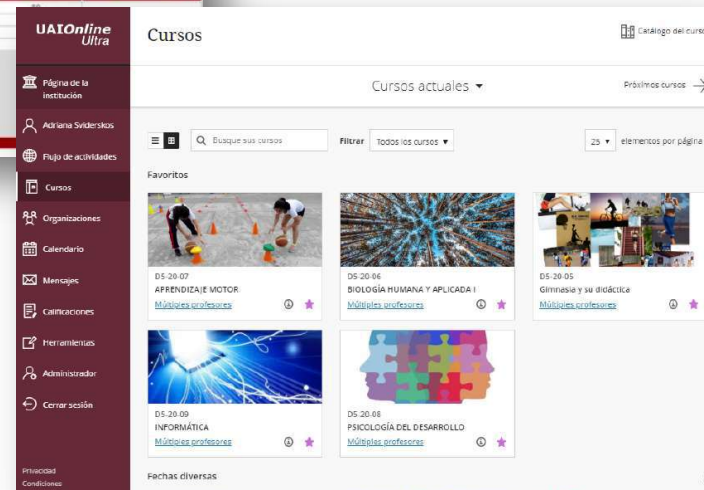 UAIOnline
Ultra
Cursos
Catálogo del curso
Página de la
institución
Cursos actuales
Próximos cursos
Adriana Sviderskos
Busque sus cursos
Filtrar
Todos los cursos
25
elementos por página
Flujo de actividades
Favoritos
Cursos
Organizaciones
Calendario
Mensajes
Calificaciones
Herramientas
Administrador
Cerrar sesión
D5-20-07
APRENDIZAJE MOTOR
Múltiples profesores
D5-20-06
BIOLOGÍA HUMANA Y APLICADA I
Múltiples profesores
D5-20-05
Gimnasia y su didáctica
Múltiples profesores
D5-20-09
INFORMÁTICA
Múltiples profesores
D5-20-08
PSICOLOGÍA DEL DESARROLLO
Múltiples profesores
Fechas diversas
Privacidad
Condiciones